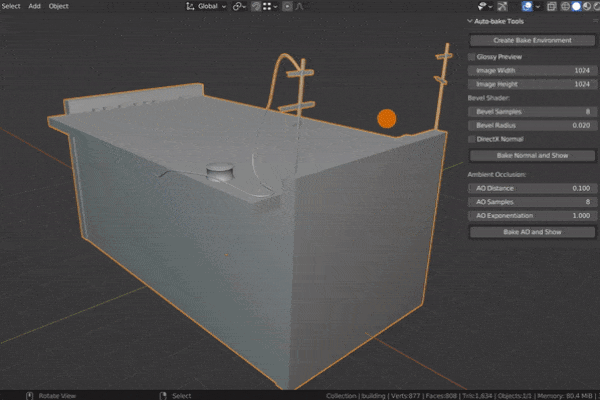 Select Add Object Global
Auto-bake Tools
Create Bake Environment
Glossy Preview
Image Width 1024
Image Height 1024
Bevel Shader:
Bevel Samples 8
Bevel Radius 0.020
DirectX Normal
Bake Normal and Show
Ambient Occlusion:
AO Distance 0.100
AO Samples 8
AO Exponentiation 1.000
Bake AO and Show
Rotate View Select Collection | building | Verts:877 | Faces:808 | Tris:1,634 | Objects:1/1 | Memory: 80.4 MiB